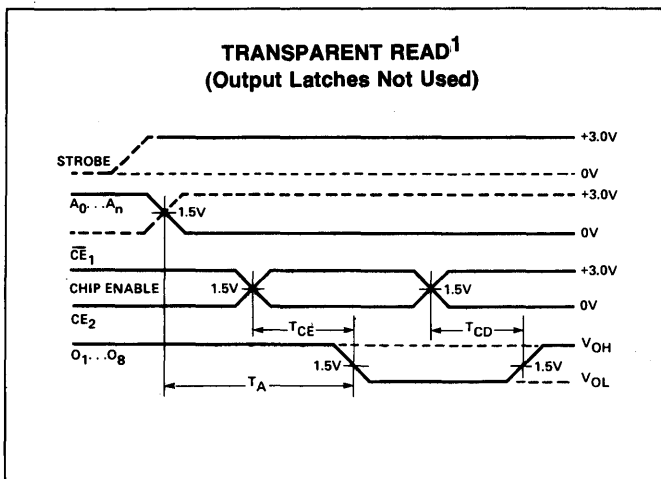 TRANSPARENT READ1
(Output Latches Not Used)
STROBE
+3.0V
0V
A0...An
+3.0V
1.5V
0V
CE1
+3.0V
CHIP ENABLE
1.5V
1.5V
0V
CE2
TCE
TCD
O1...O8
VOH
1.5V
1.5V
TA
VOL